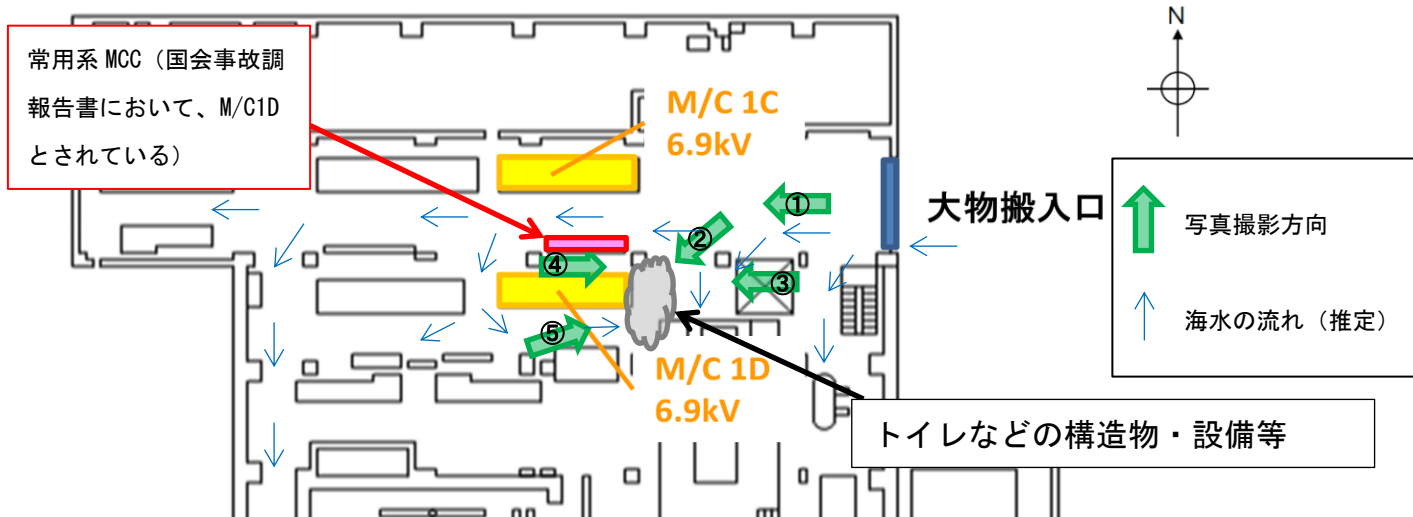 N
常用系 MCC（国会事故調
報告書において、M/C1D
とされている）
M/C 1C
6.9kV
①
大物搬入口
写真撮影方向
②
④
③
海水の流れ（推定）
⑤
M/C 1D
6.9kV
トイレなどの構造物・設備等